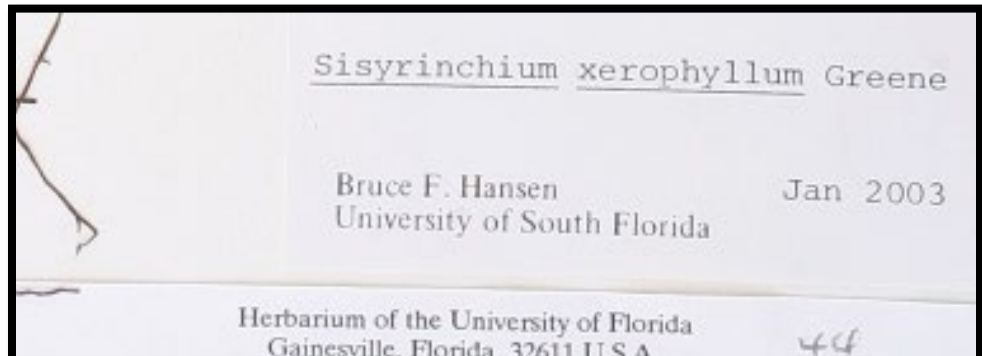 Sisyrinchium xerophyllum Greene
Bruce F. Hansen Jan 2003
University of South Florida
Herbarium of the University of Florida
Gainesville, Florida 32611 U.S.A.
44